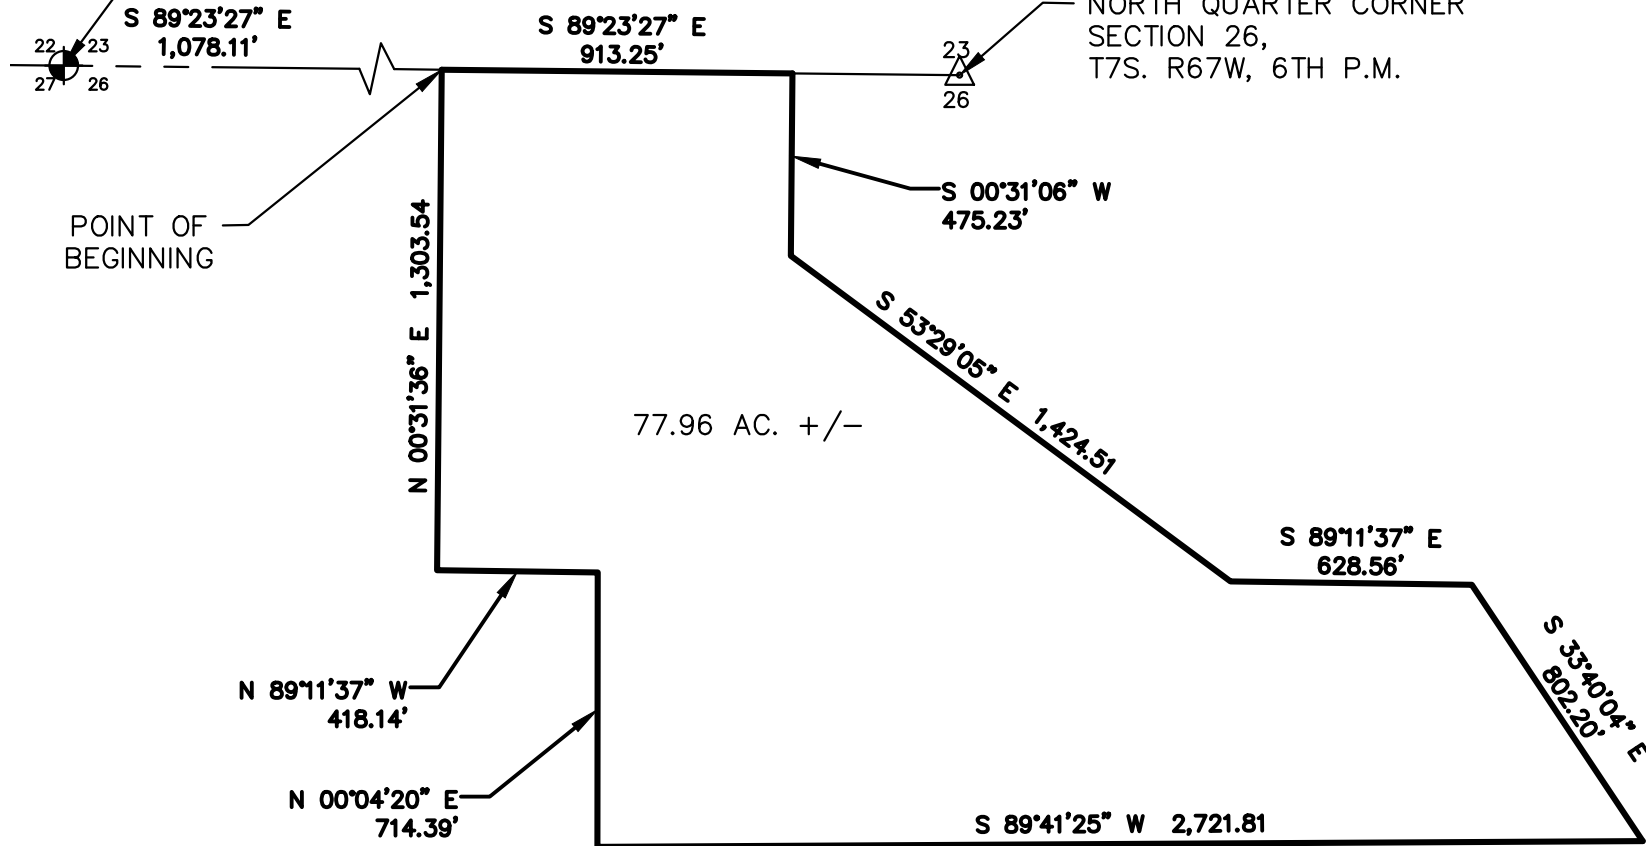 S 89°23'27" E
1,078.11'
22 23
27 26
S 89°23'27" E
913.25'
23
26
NORTH QUARTER CORNER
SECTION 26,
T7S. R67W, 6TH P.M.
POINT OF
BEGINNING
S 00°31'06" W
475.23'
N 00°31'36" E 1,303.54
S 53°29'05" E 1,424.51
77.96 AC. +/-
S 89°11'37" E
628.56'
S 33°40'04" E
802.20'
N 89°11'37" W
418.14'
N 00°04'20" E
714.39'
S 89°41'25" W 2,721.81